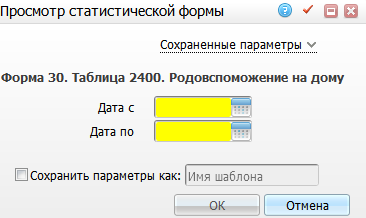 Просмотр статистической формы
Сохраненные параметры
Форма 30. Таблица 2400. Родовспоможение на дому
Дата с
Дата по
Сохранить параметры как: Имя шаблона
OK Отмена